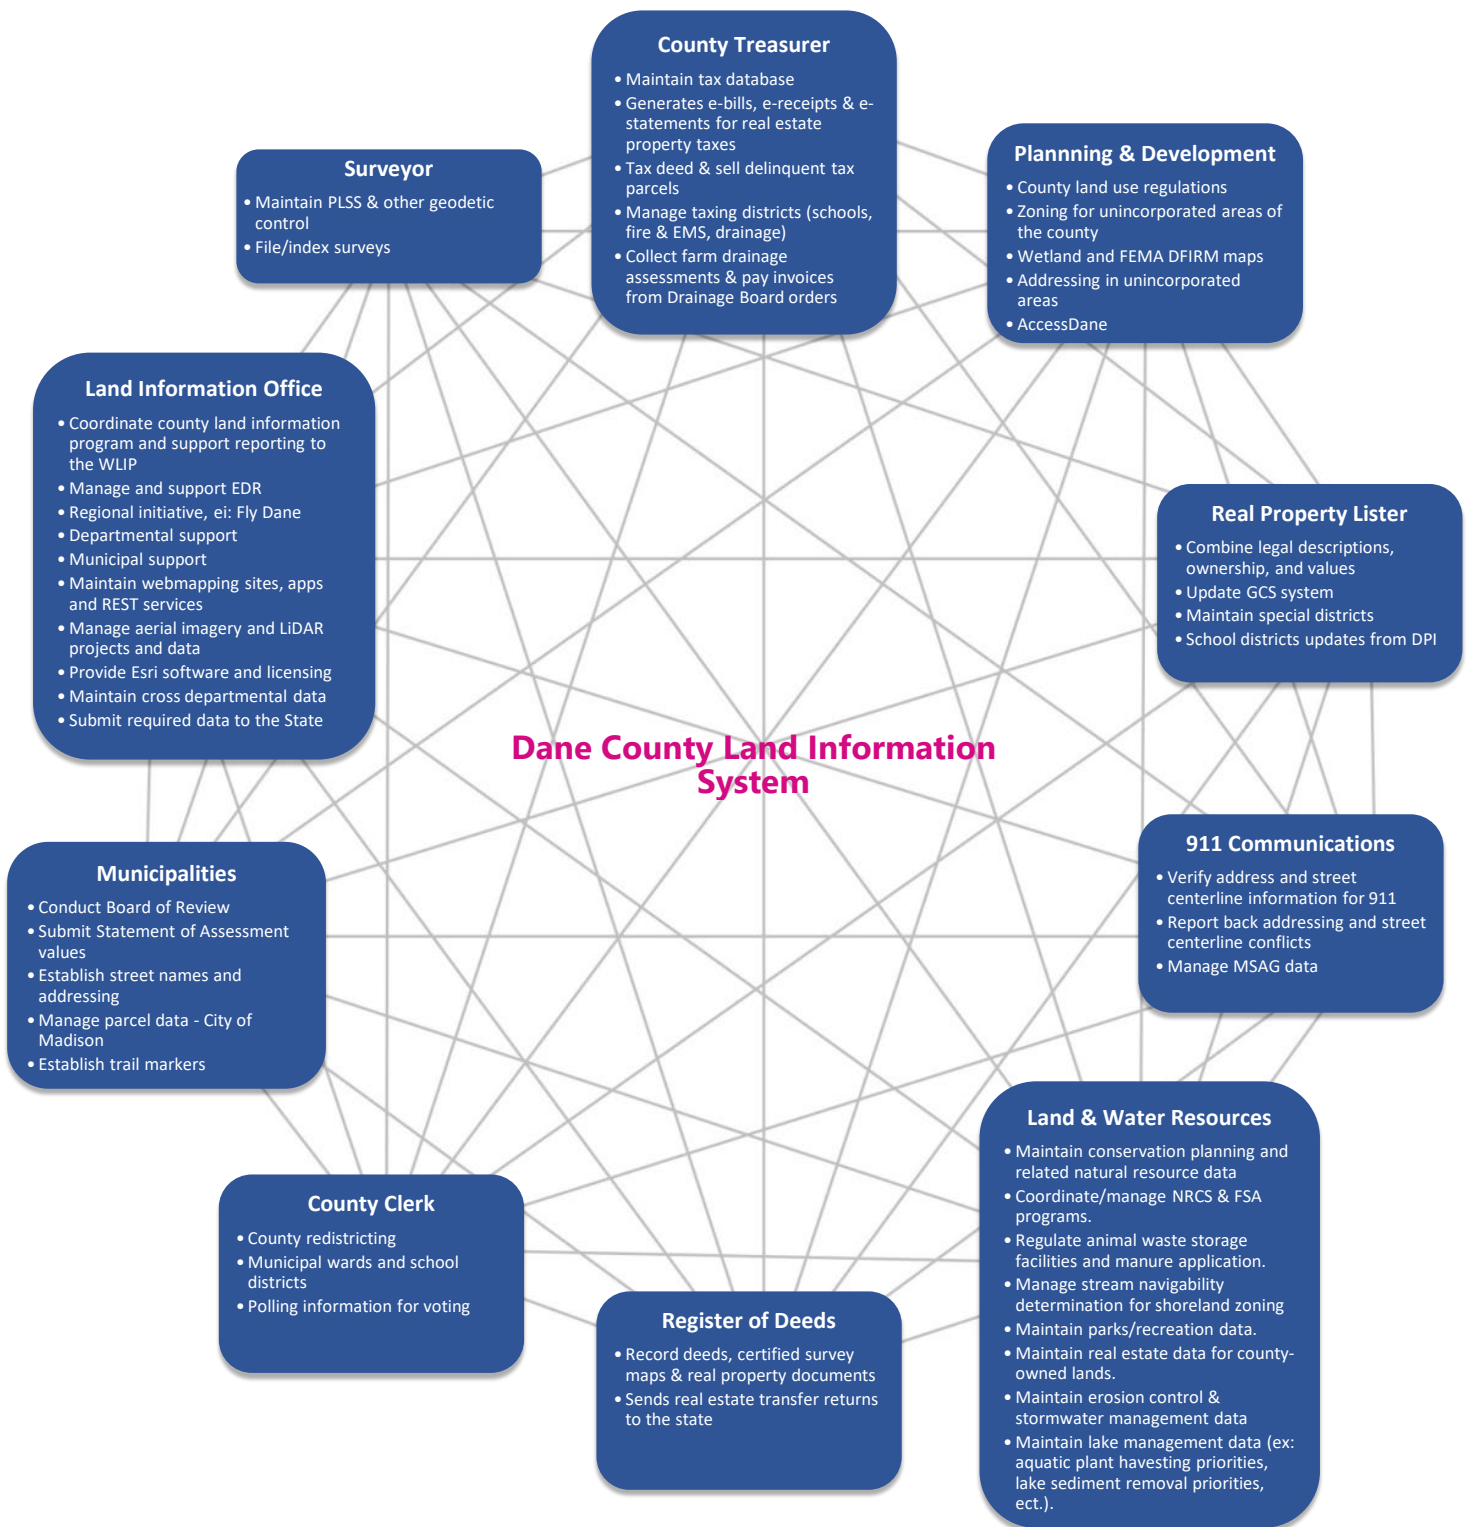 County Treasurer
• Maintain tax database
• Generates e-bills, e-receipts & e-
statements for real estate
property taxes
• Tax deed & sell delinquent tax
parcels
• Manage taxing districts (schools,
fire & EMS, drainage)
• Collect farm drainage
assessments & pay invoices
from Drainage Board orders
Surveyor
• Maintain PLSS & other geodetic
control
• File/index surveys
Plannning & Development
• County land use regulations
• Zoning for unincorporated areas of
the county
• Wetland and FEMA DFIRM maps
• Addressing in unincorporated
areas
• AccessDane
Land Information Office
• Coordinate county land information
program and support reporting to
the WLIP
• Manage and support EDR
• Regional initiative, ei: Fly Dane
• Departmental support
• Municipal support
• Maintain webmapping sites, apps
and REST services
• Manage aerial imagery and LiDAR
projects and data
• Provide Esri software and licensing
• Maintain cross departmental data
• Submit required data to the State
Real Property Lister
• Combine legal descriptions,
ownership, and values
• Update GCS system
• Maintain special districts
• School districts updates from DPI
Dane County Land Information
System
Municipalities
• Conduct Board of Review
• Submit Statement of Assessment
values
• Establish street names and
addressing
• Manage parcel data - City of
Madison
• Establish trail markers
911 Communications
• Verify address and street
centerline information for 911
• Report back addressing and street
centerline conflicts
• Manage MSAG data
County Clerk
• County redistricting
• Municipal wards and school
districts
• Polling information for voting
Register of Deeds
• Record deeds, certified survey
maps & real property documents
• Sends real estate transfer returns
to the state
Land & Water Resources
• Maintain conservation planning and
related natural resource data
• Coordinate/manage NRCS & FSA
programs.
• Regulate animal waste storage
facilities and manure application.
• Manage stream navigability
determination for shoreland zoning
• Maintain parks/recreation data.
• Maintain real estate data for county-
owned lands.
• Maintain erosion control &
stormwater management data
• Maintain lake management data (ex:
aquatic plant havesting priorities,
lake sediment removal priorities,
ect.).